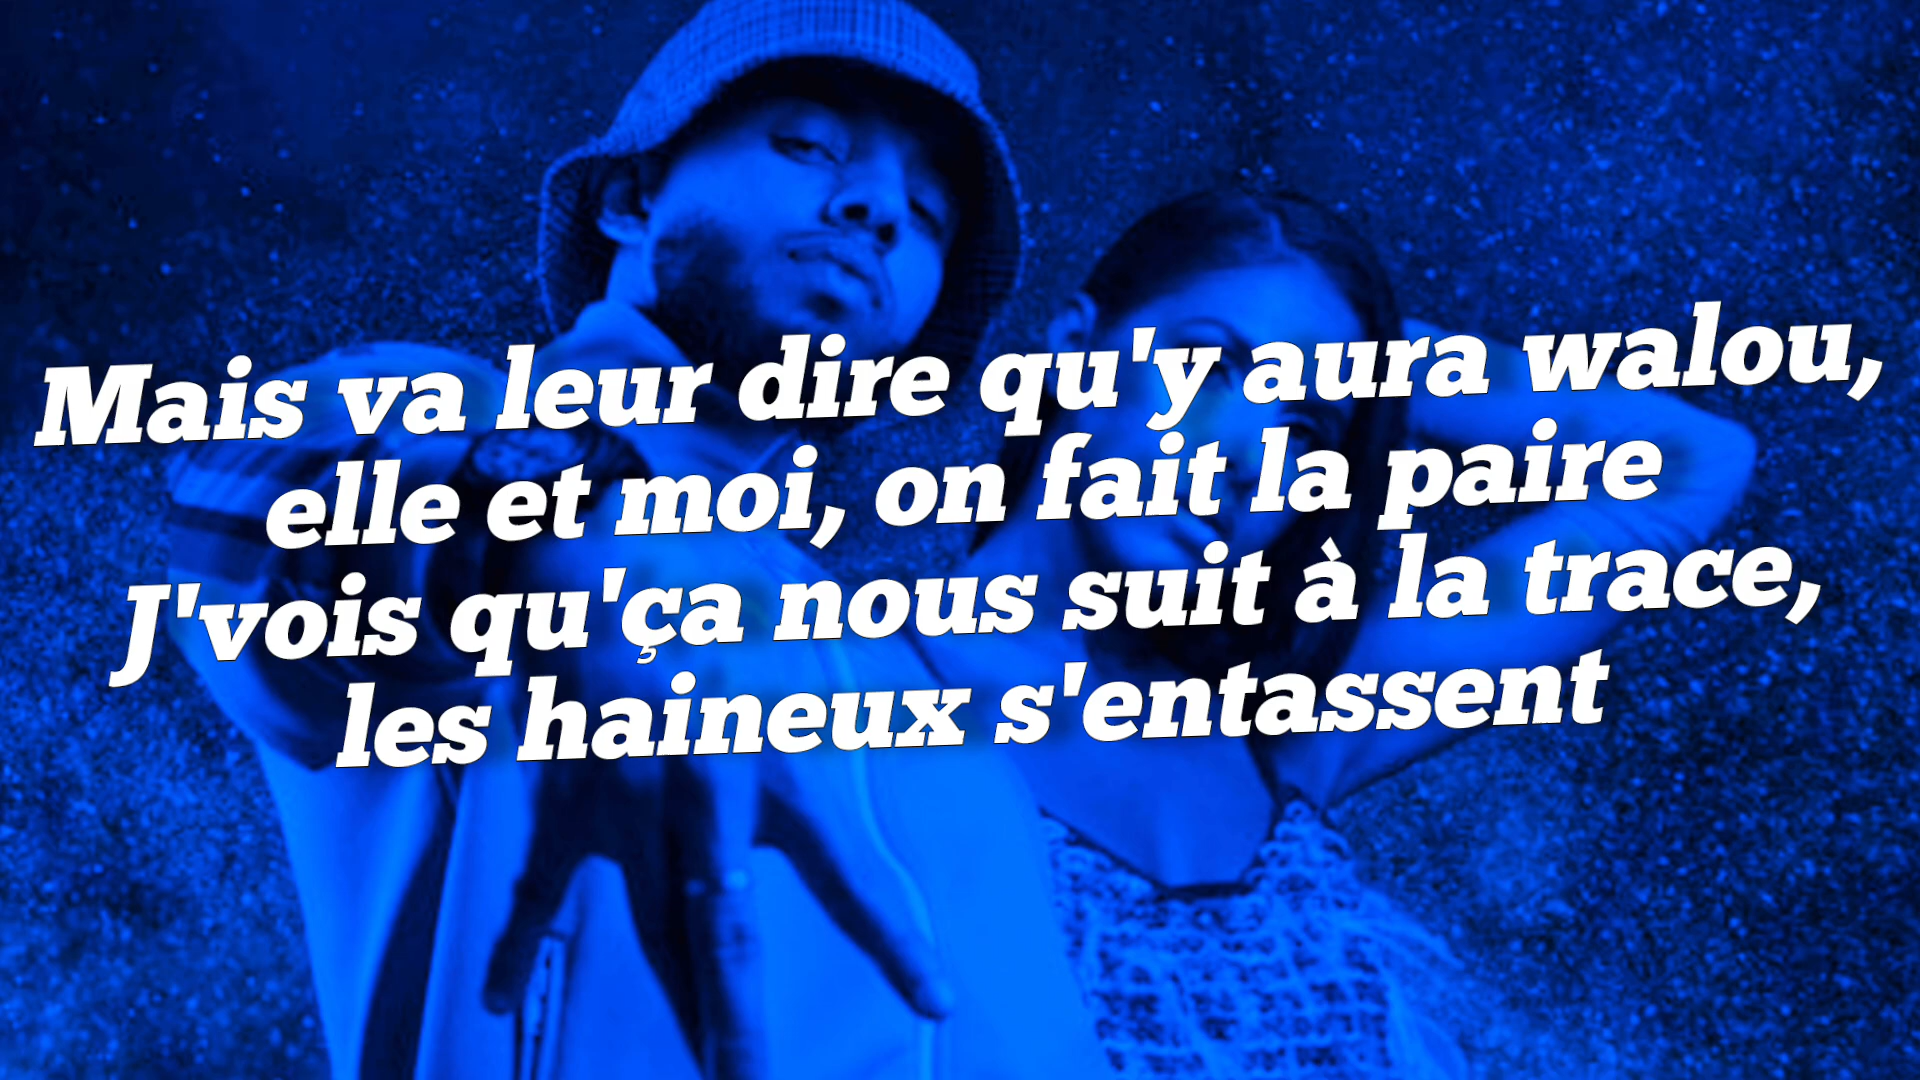 Mais va leur dire qu'y aura walou,
elle et moi, on fait la paire
J'vois qu'ça nous suit à la trace,
les haineux s'entassent